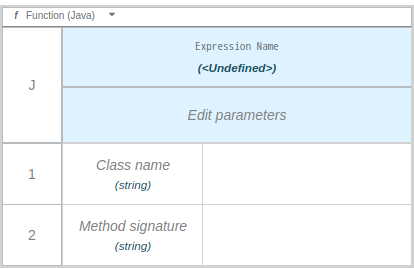 f Function (Java)
Expression Name
(<Undefined>)
J
Edit parameters
1
Class name
(string)
2
Method signature
(string)